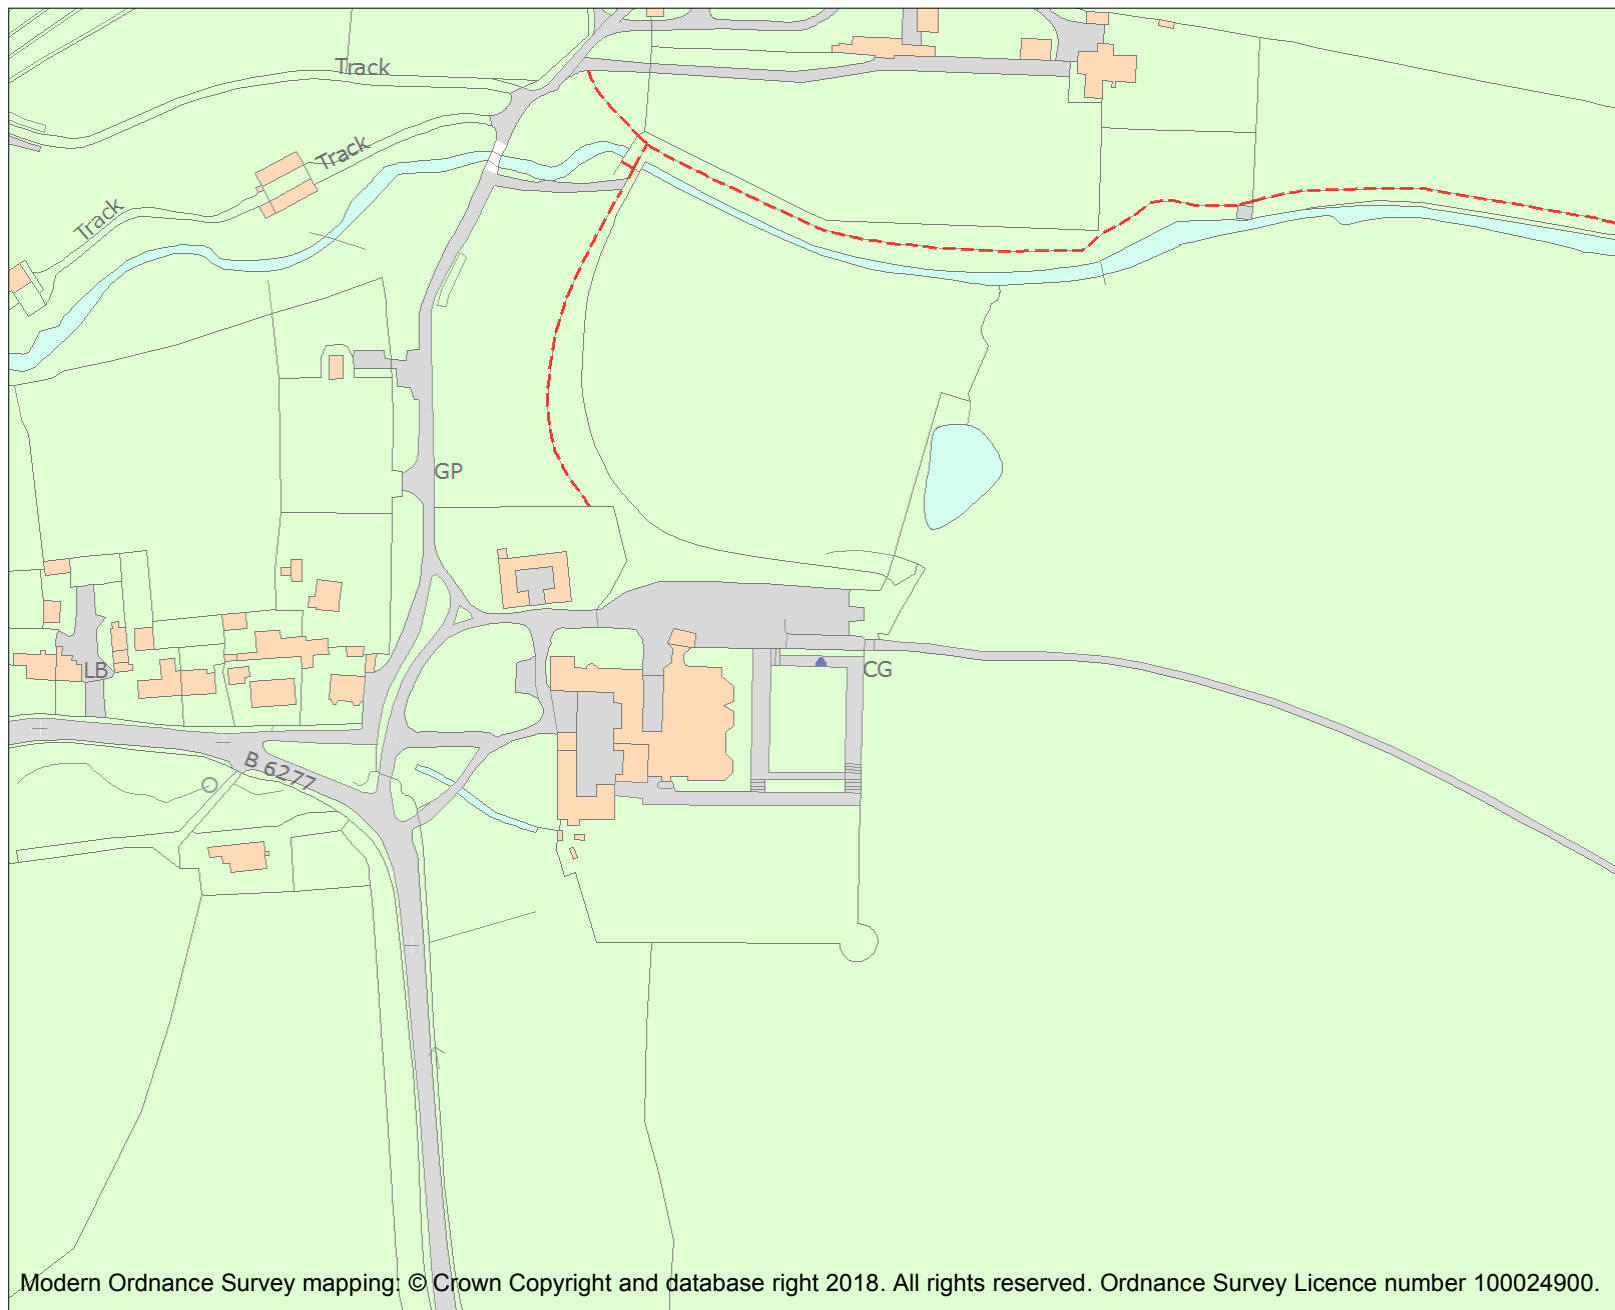 Track
Track
Track
GP
LB
CG
B 6277
Modern Ordnance Survey mapping: © Crown Copyright and database right 2018. All rights reserved. Ordnance Survey Licence number 100024900.